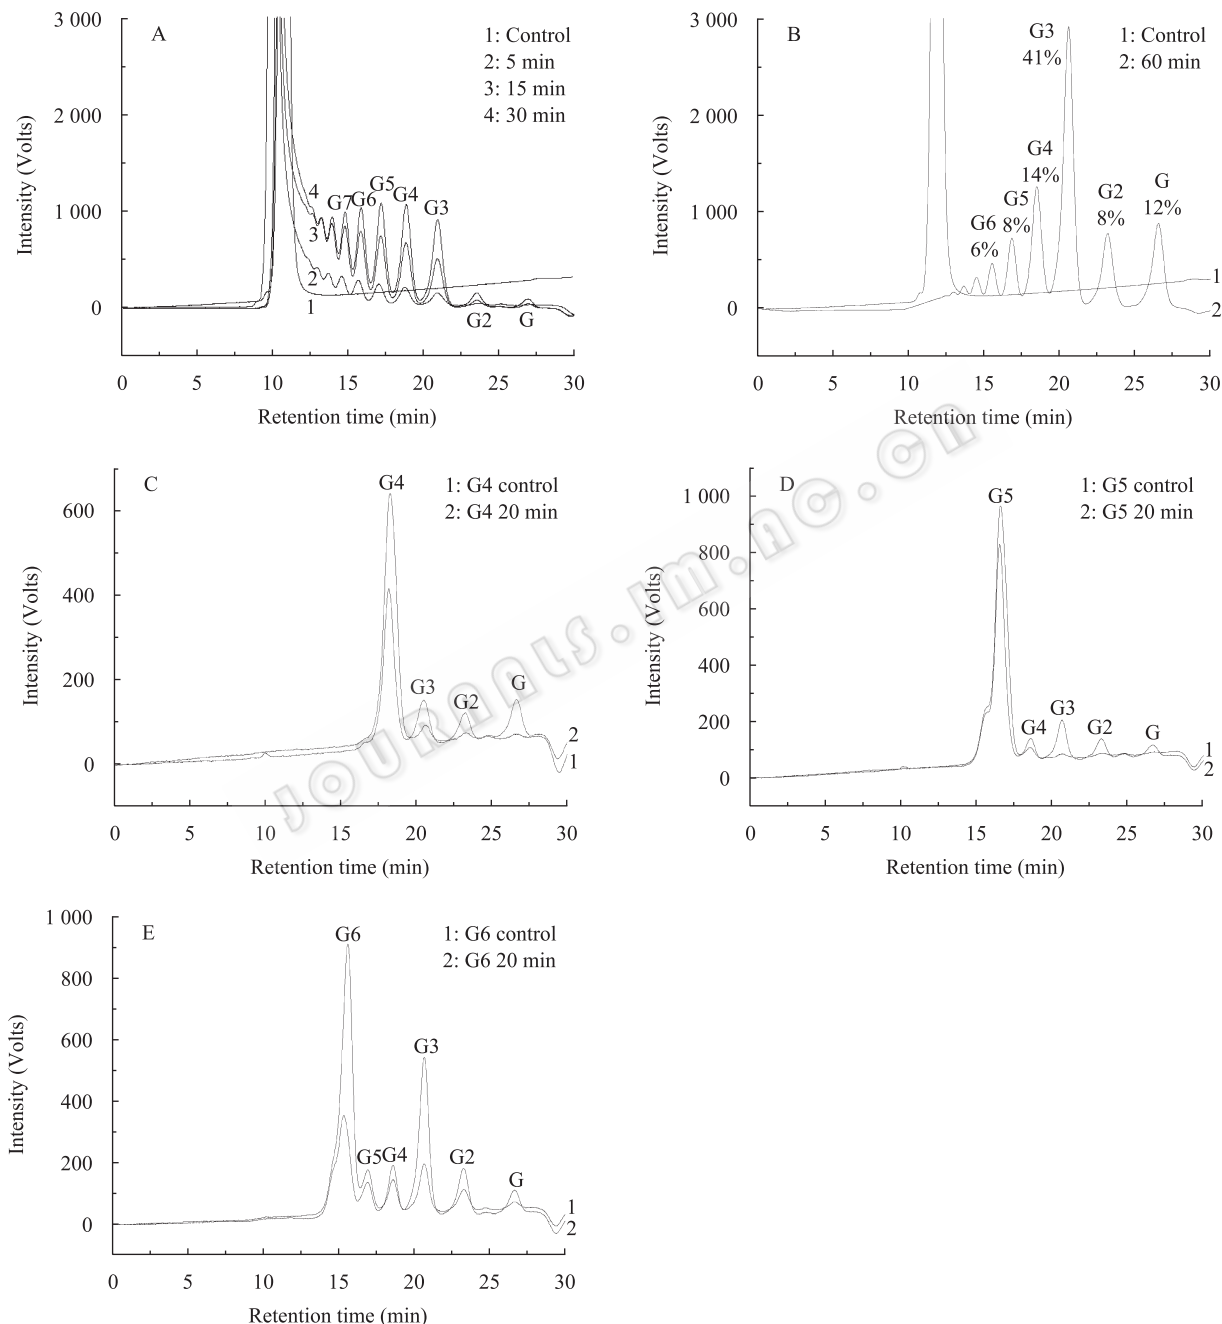 A
1: Control
2: 5 min
3: 15 min
4: 30 min
3 000
2 000
1 000
0
Intensity (Volts)
4
3
2
1
G7
G6
G5
G4
G3
G2
G
0 5 10 15 20 25 30
Retention time (min)
B
1: Control
2: 60 min
3 000
2 000
1 000
0
Intensity (Volts)
G6
6%
G5
8%
G4
14%
G3
41%
G2
8%
G
12%
1
2
0 5 10 15 20 25 30
Retention time (min)
C
1: G4 control
2: G4 20 min
600
400
200
0
Intensity (Volts)
G4
G3
G2
G
2
1
0 5 10 15 20 25 30
Retention time (min)
D
1: G5 control
2: G5 20 min
1 000
800
600
400
200
0
Intensity (Volts)
G5
G4
G3
G2
G
1
2
0 5 10 15 20 25 30
Retention time (min)
E
1: G6 control
2: G6 20 min
1 000
800
600
400
200
0
Intensity (Volts)
G6
G5
G4
G3
G2
G
1
2
0 5 10 15 20 25 30
Retention time (min)
JOURNALS.IM.AC.CN